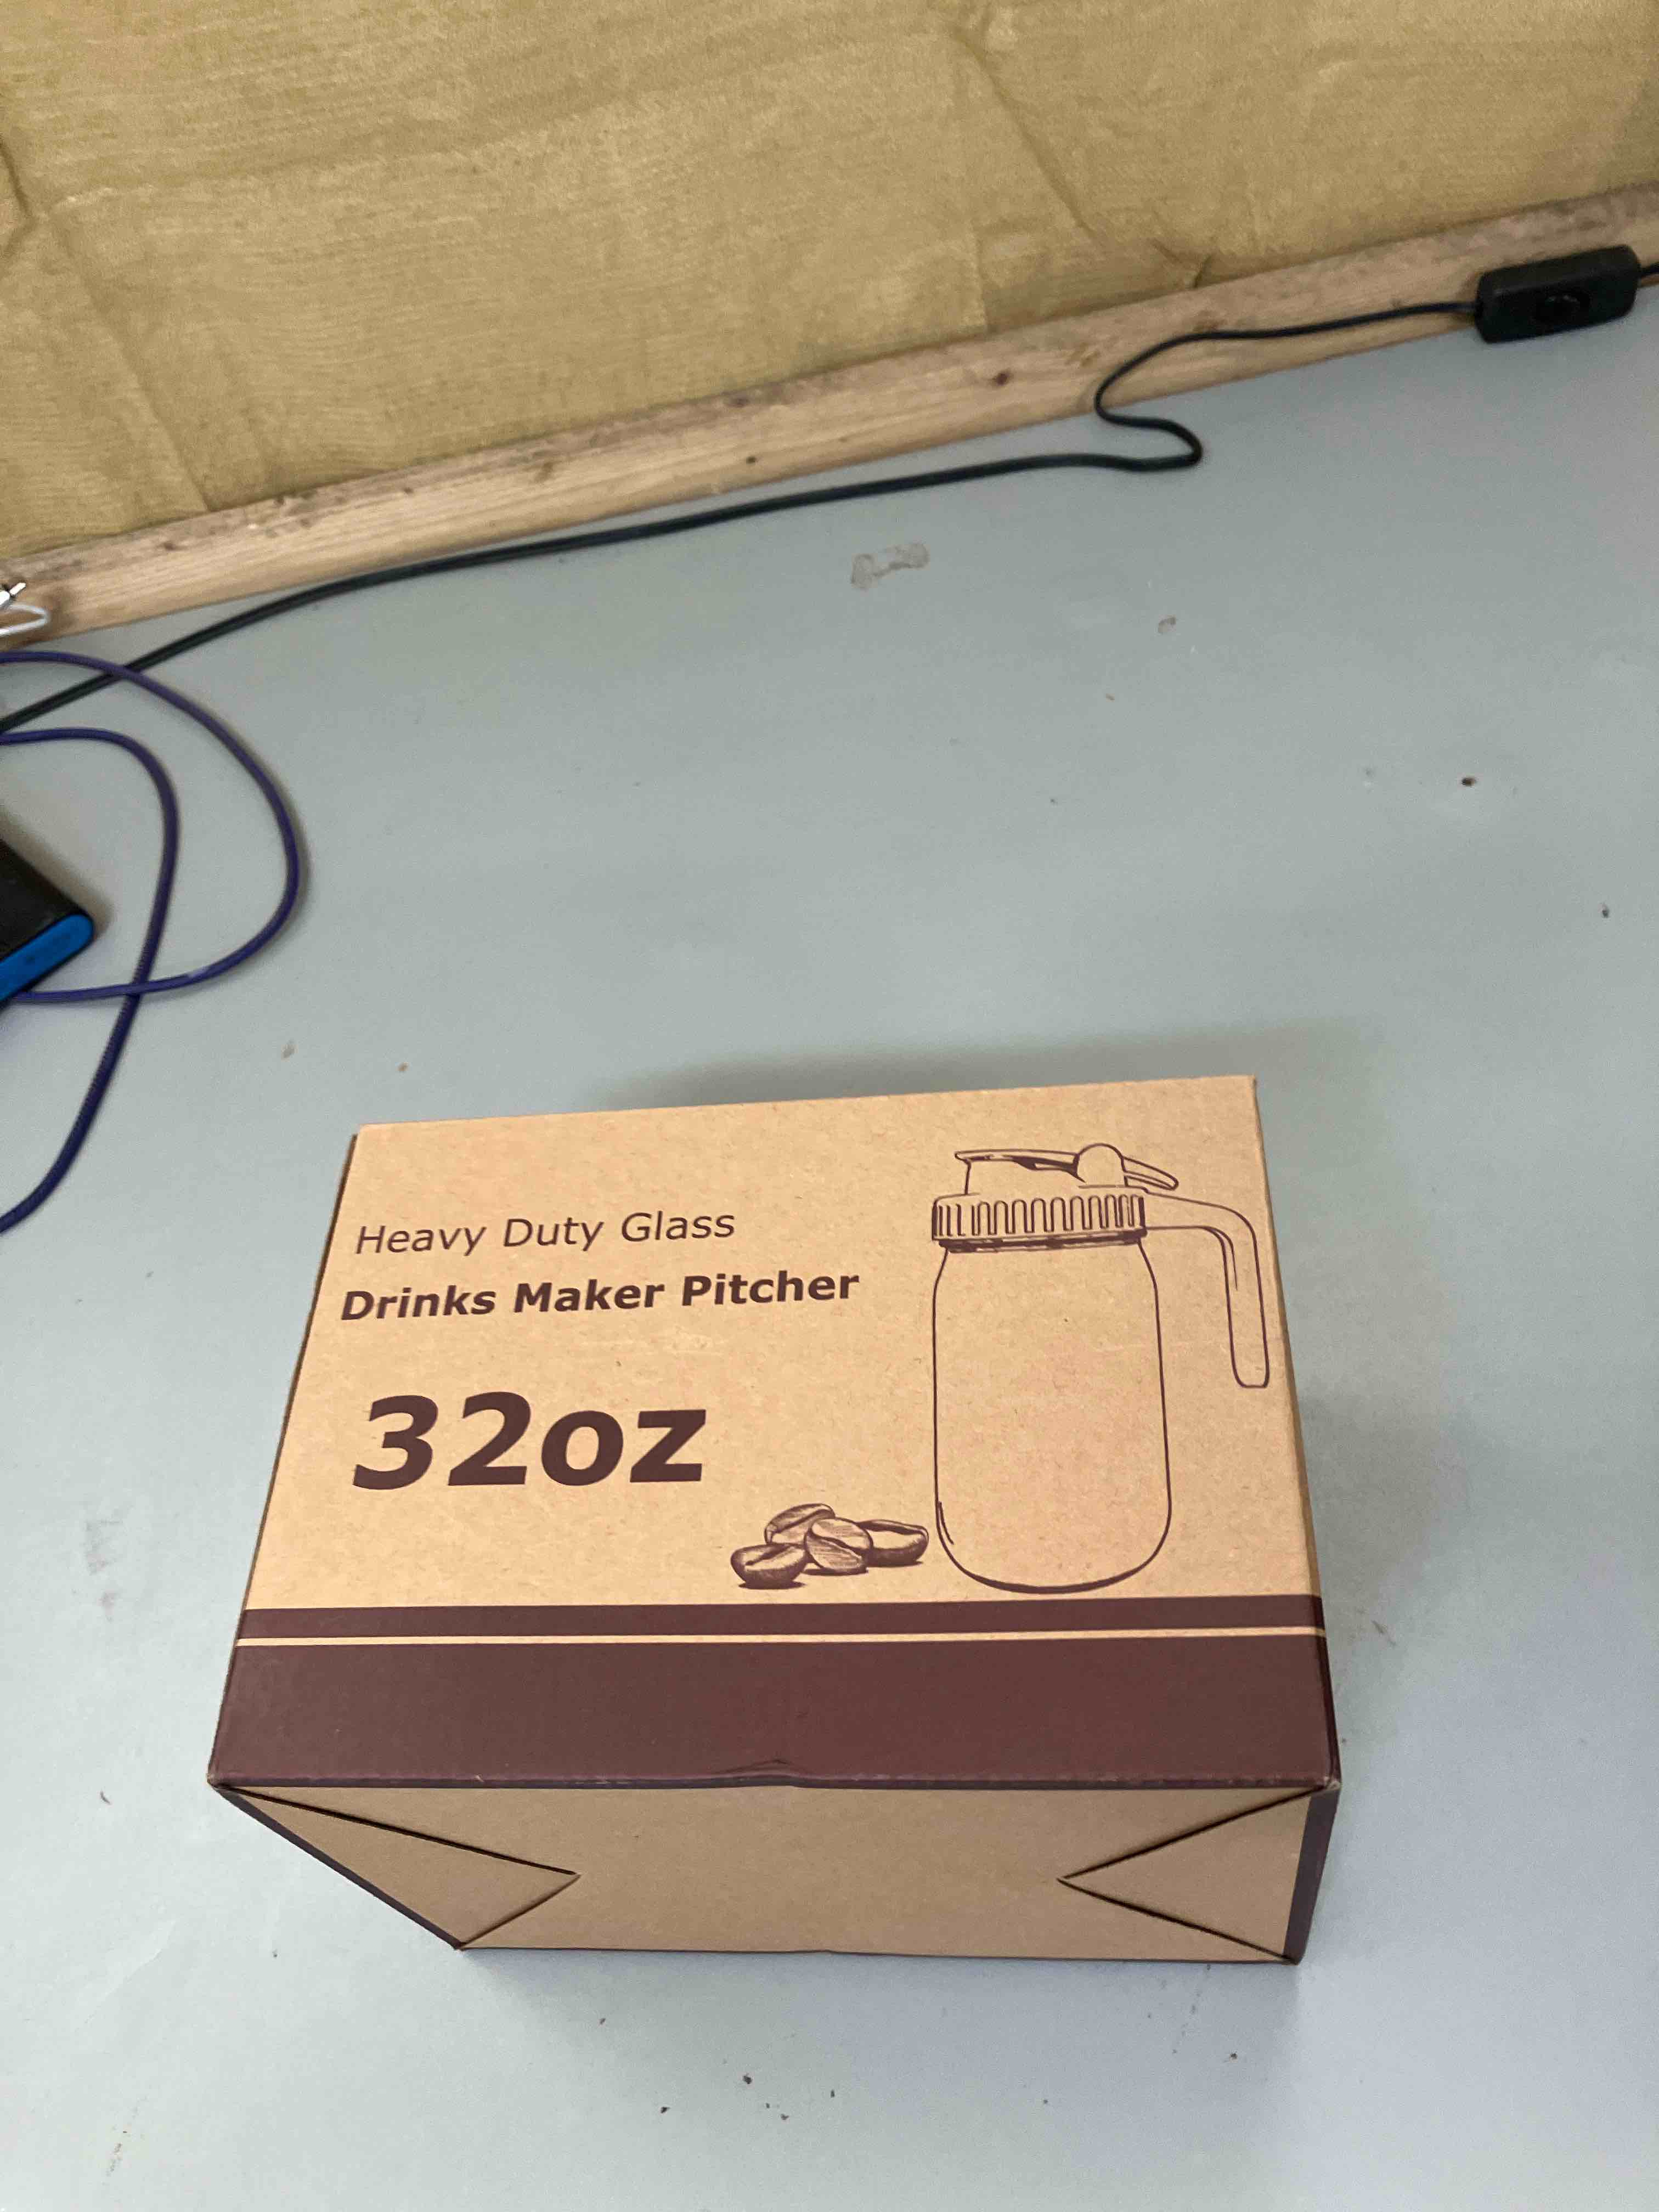 Heavy Duty Glass
Drinks Maker Pitcher
32oz